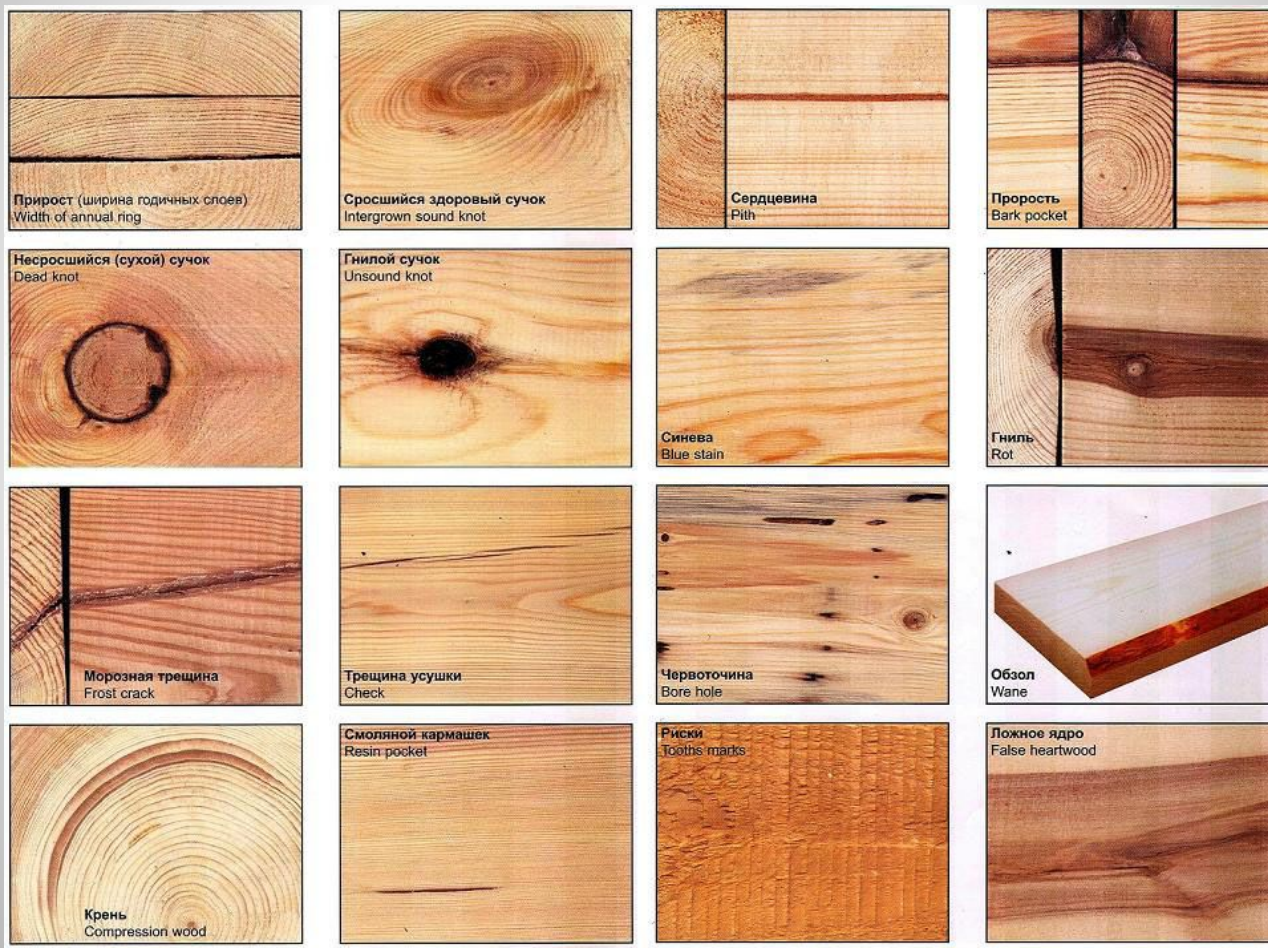 Прирост (ширина годичных слоев)
Width of annual ring
Сросшийся здоровый сучок
Intergrown sound knot
Сердцевина
Pith
Прорость
Bark pocket
Несросшийся (сухой) сучок
Dead knot
Гнилой сучок
Unsound knot
Синева
Blue stain
Гниль
Rot
Морозная трещина
Frost crack
Трещина усушки
Check
Червоточина
Bore hole
Обзол
Wane
Крень
Compression wood
Смоляной кармашек
Resin pocket
Риски
Tooths marks
Ложное ядро
False heartwood